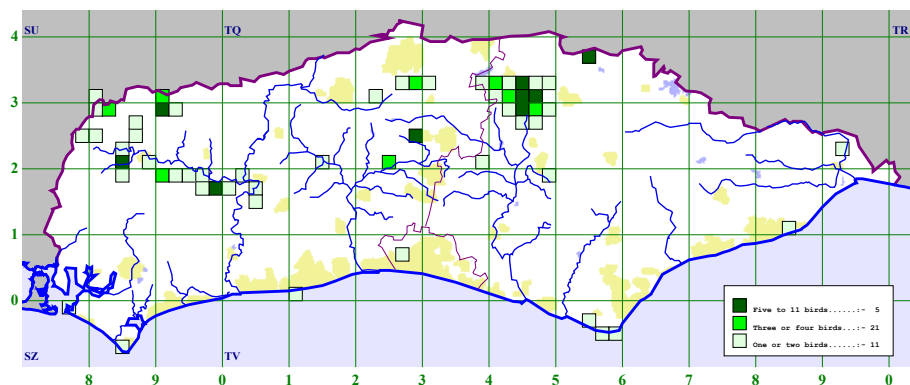 SU TQ TR
4
3
2
1
0
Five to 11 birds......:- 5
Three or four birds...:- 21
One or two birds......:- 11
SZ TV
8 9 0 1 2 3 4 5 6 7 8 9 0